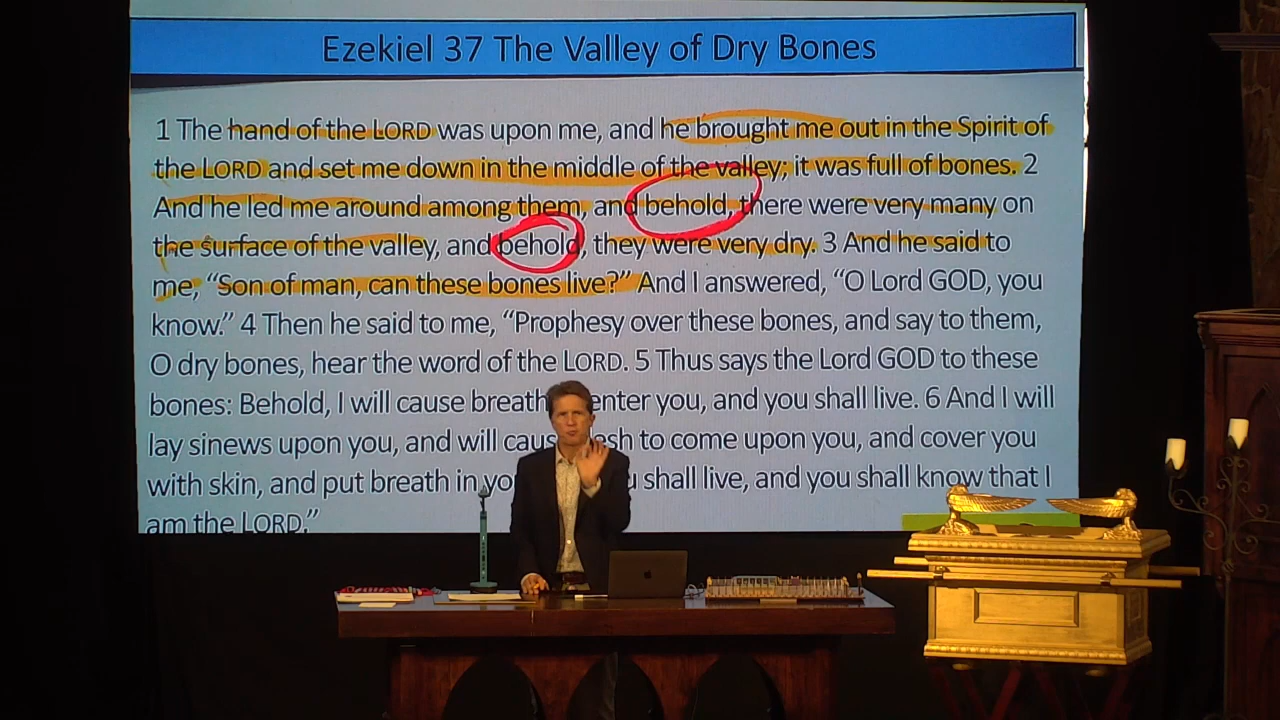 Ezekiel 37 The Valley of Dry Bones
1 The hand of the LORD was upon me, and he brought me out in the Spirit of
the LORD and set me down in the middle of the valley; it was full of bones. 2
And he led me around among them, and behold, there were very many on
the surface of the valley, and behold, they were very dry. 3 And he said to
me, “Son of man, can these bones live?” And I answered, “O Lord GOD, you
know.” 4 Then he said to me, “Prophesy over these bones, and say to them,
O dry bones, hear the word of the LORD. 5 Thus says the Lord GOD to these
bones: Behold, I will cause breath enter you, and you shall live. 6 And I will
lay sinews upon you, and will to come upon you, and cover you
with skin, and put breath in shall live, and you shall know that I
am the LORD.”